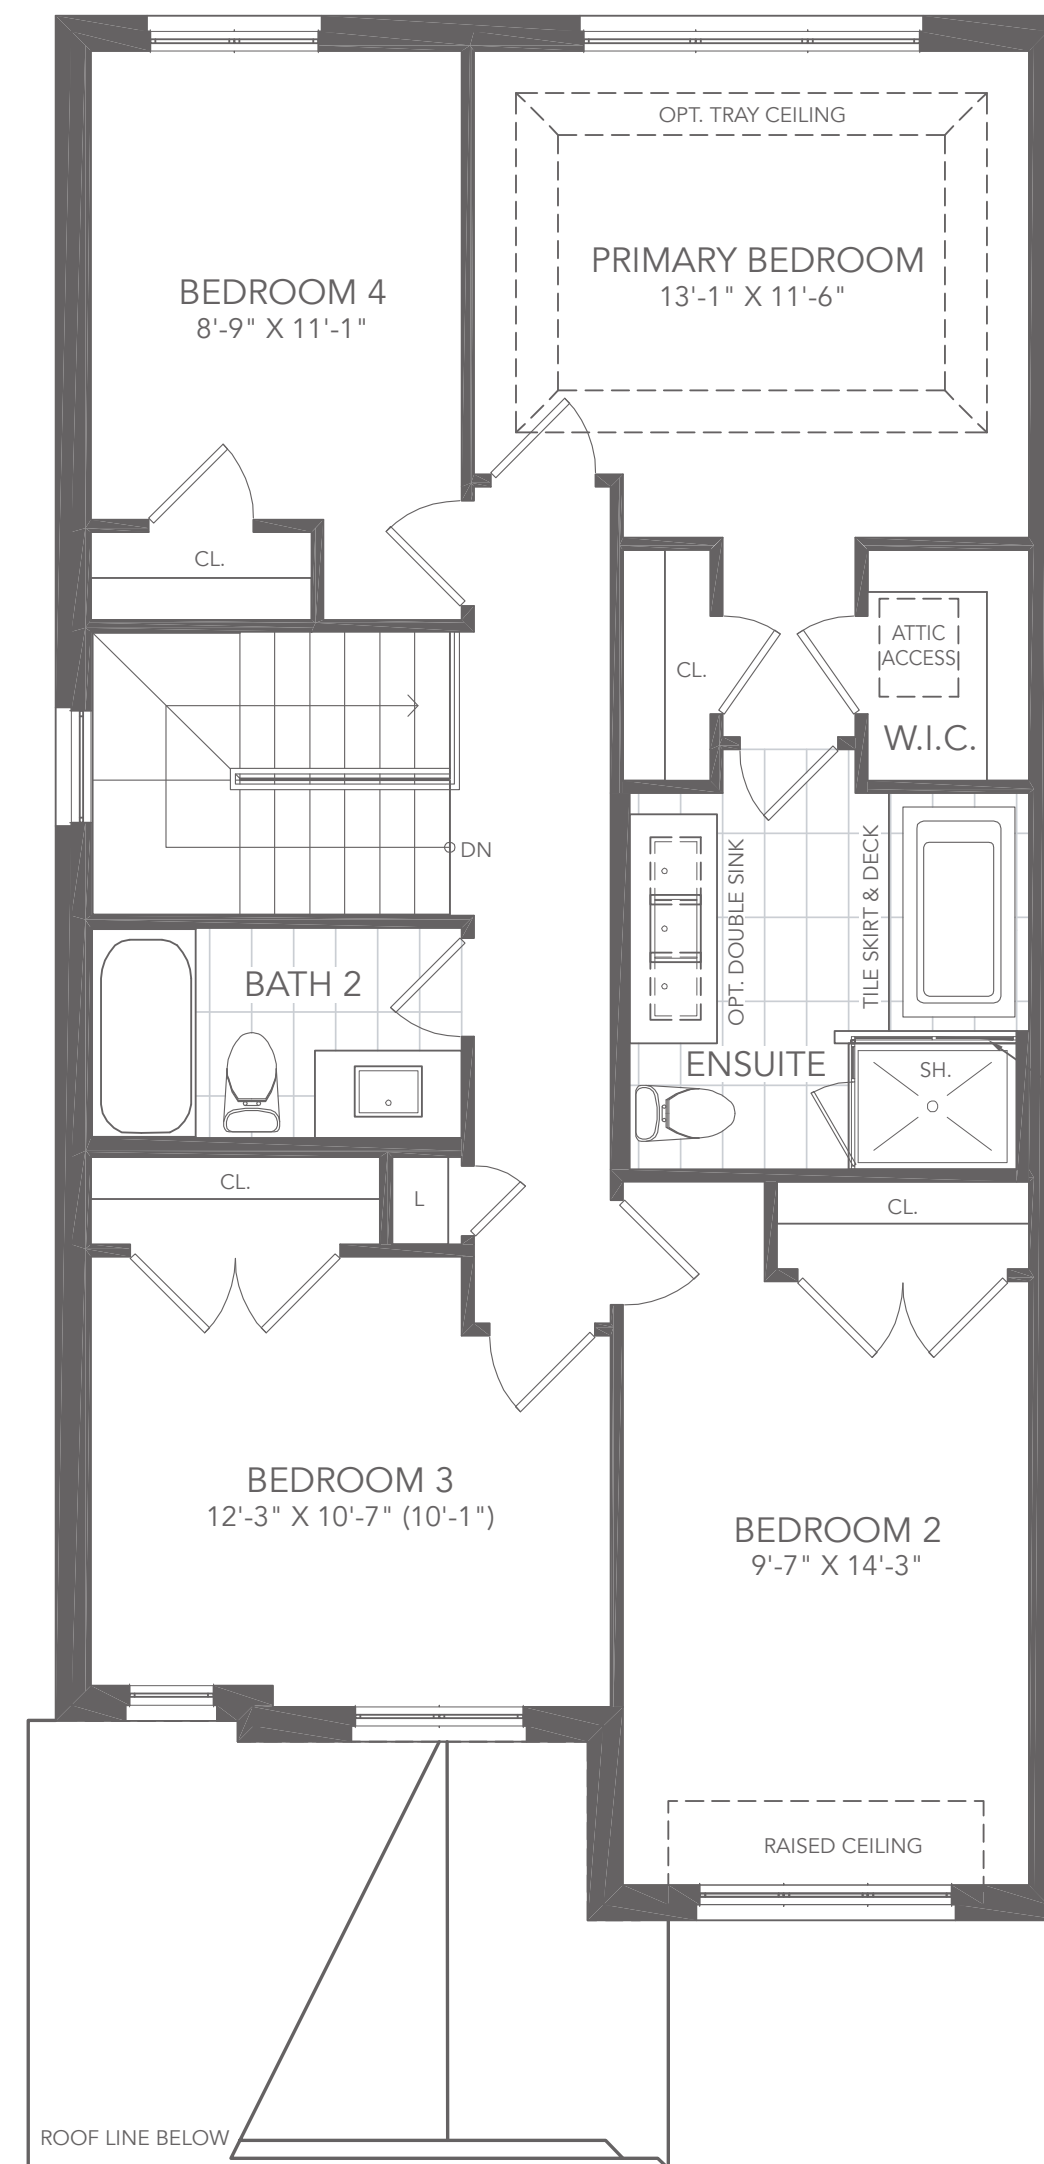 OPT. TRAY CEILING
PRIMARY BEDROOM
13'-1" X 11'-6"
BEDROOM 4
8'-9" X 11'-1"
CL.
ATTIC
ACCESS
CL.
W.I.C.
DN
OPT. DOUBLE SINK
TILE SKIRT & DECK
BATH 2
ENSUITE
SH.
CL.
L
CL.
BEDROOM 3
12'-3" X 10'-7" (10'-1")
BEDROOM 2
9'-7" X 14'-3"
RAISED CEILING
ROOF LINE BELOW